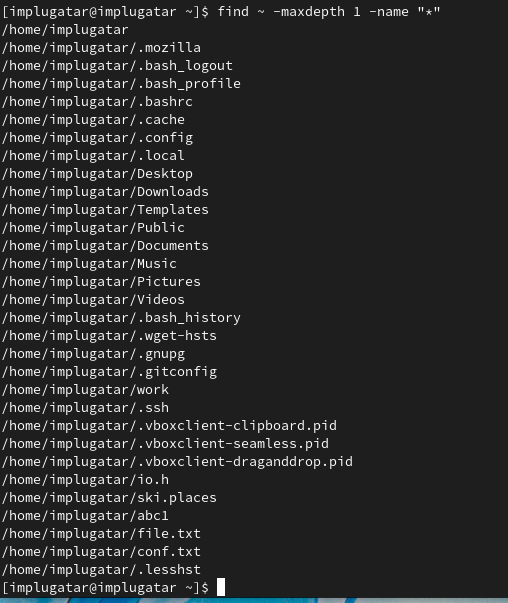 [implugatar@implugatar ~]$ find ~ -maxdepth 1 -name "*"
/home/implugatar
/home/implugatar/.mozilla
/home/implugatar/.bash_logout
/home/implugatar/.bash_profile
/home/implugatar/.bashrc
/home/implugatar/.cache
/home/implugatar/.config
/home/implugatar/.local
/home/implugatar/Desktop
/home/implugatar/Downloads
/home/implugatar/Templates
/home/implugatar/Public
/home/implugatar/Documents
/home/implugatar/Music
/home/implugatar/Pictures
/home/implugatar/Videos
/home/implugatar/.bash_history
/home/implugatar/.wget-hsts
/home/implugatar/.gnupg
/home/implugatar/.gitconfig
/home/implugatar/work
/home/implugatar/.ssh
/home/implugatar/.vboxclient-clipboard.pid
/home/implugatar/.vboxclient-seamless.pid
/home/implugatar/.vboxclient-draganddrop.pid
/home/implugatar/io.h
/home/implugatar/ski.places
/home/implugatar/abc1
/home/implugatar/file.txt
/home/implugatar/conf.txt
/home/implugatar/.lesshst
[implugatar@implugatar ~]$